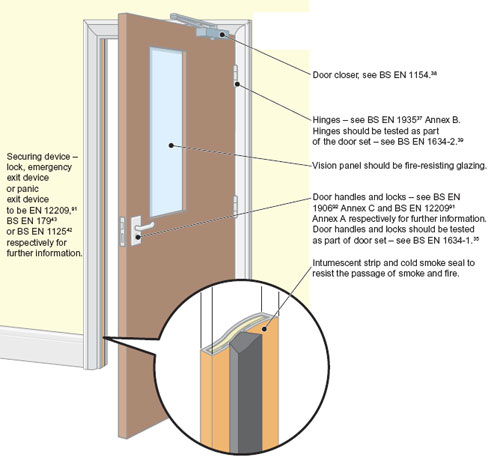 Door closer, see BS EN 1154.³⁸
Hinges – see BS EN 1935³⁷ Annex B.
Hinges should be tested as part
of the door set – see BS EN 1634-2.³⁹
Vision panel should be fire-resisting glazing.
Securing device –
lock, emergency
exit device
or panic
exit device
to be EN 12209,⁹¹
BS EN 179⁴³
or BS EN 1125⁴²
respectively for
further information.
Door handles and locks – see BS EN
1906⁹² Annex C and BS EN 12209⁹¹
Annex A respectively for further information.
Door handles and locks should be tested
as part of door set – see BS EN 1634-1.³⁵
Intumescent strip and cold smoke seal to
resist the passage of smoke and fire.